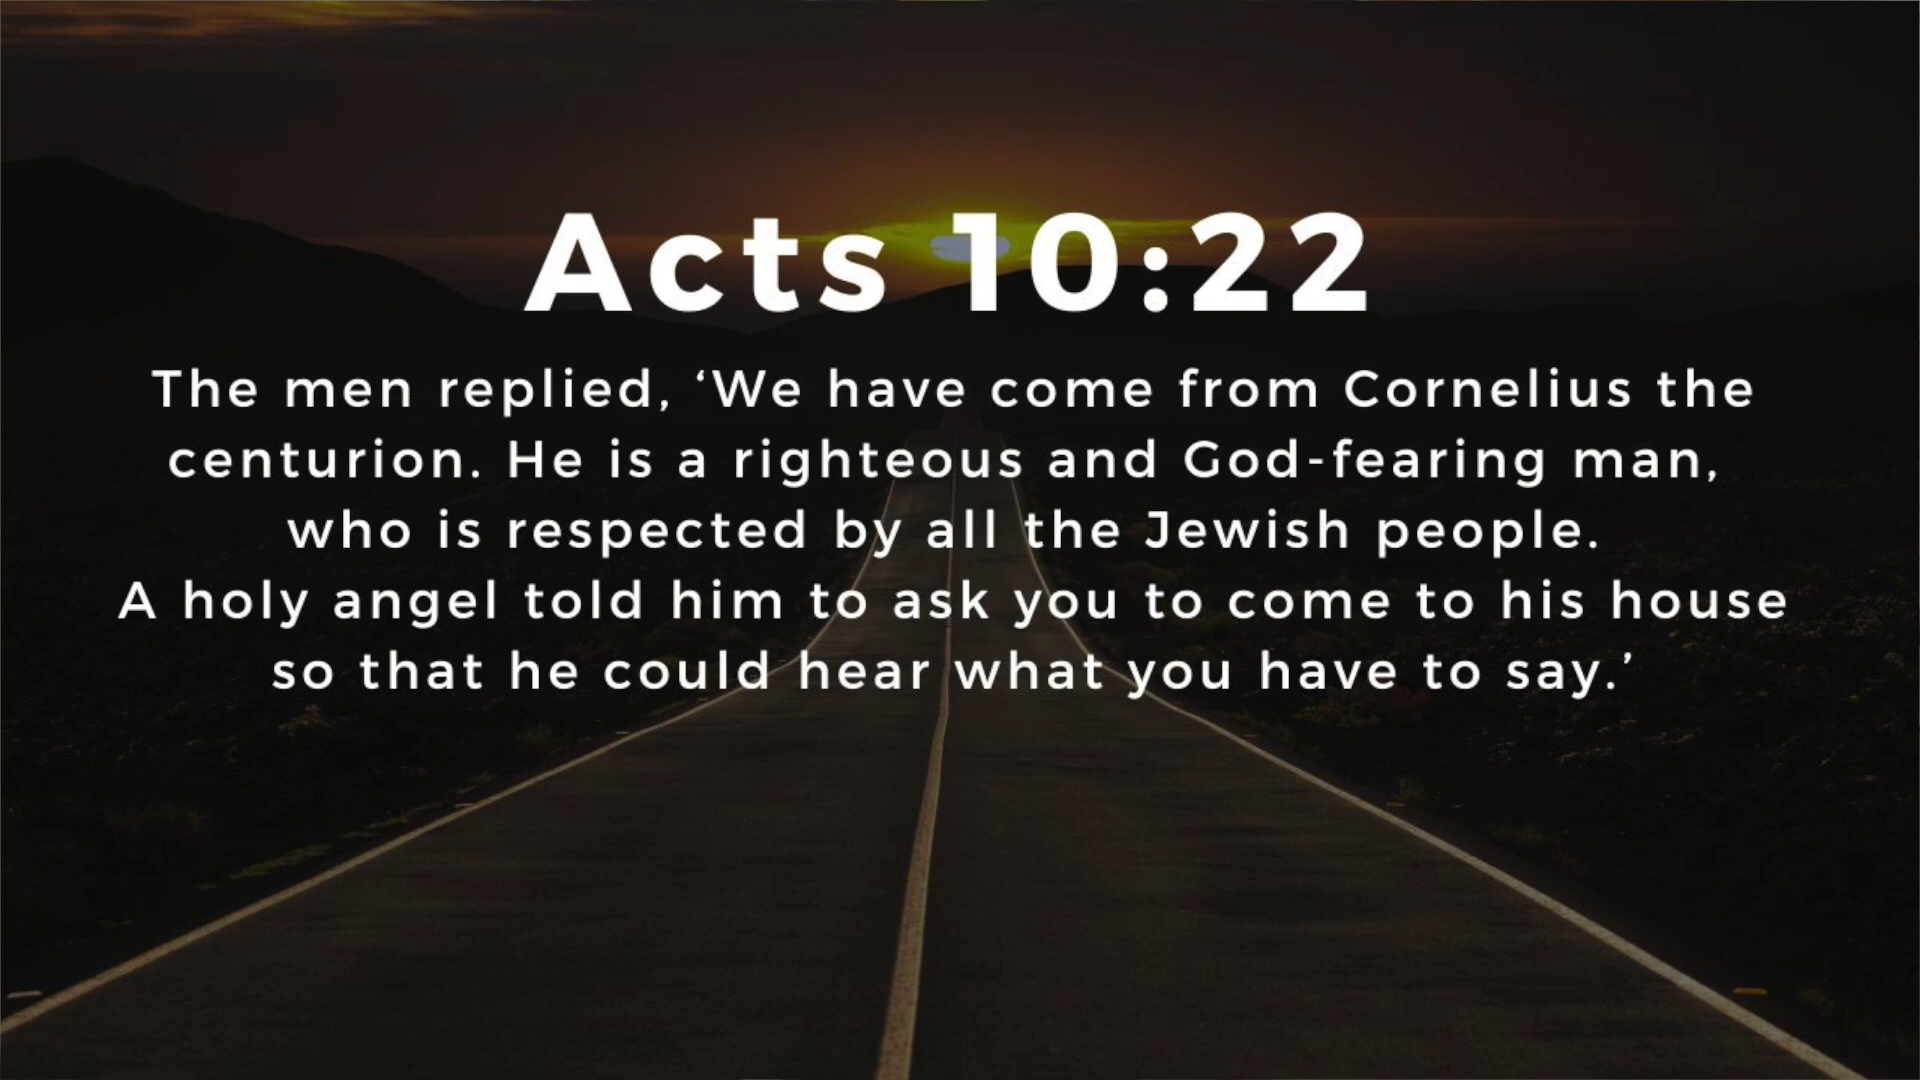 Acts 10:22
The men replied, ‘We have come from Cornelius the
centurion. He is a righteous and God-fearing man,
who is respected by all the Jewish people.
A holy angel told him to ask you to come to his house
so that he could hear what you have to say.’